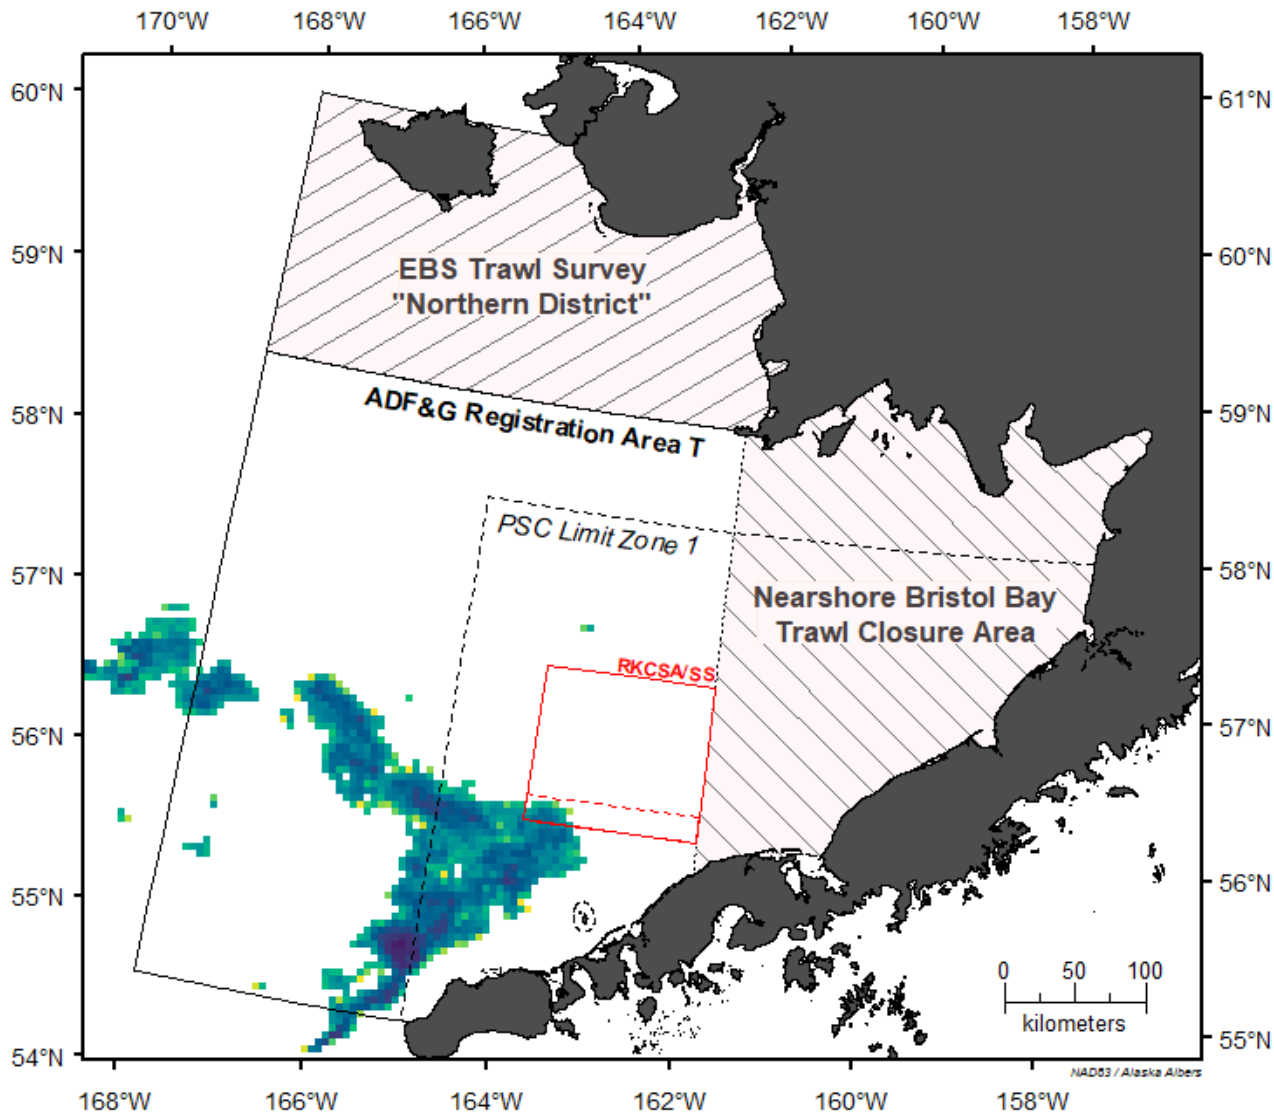 170°W 168°W 166°W 164°W 162°W 160°W 158°W
60°N
61°N
EBS Trawl Survey
"Northern District"
59°N
60°N
58°N
59°N
ADF&G Registration Area T
PSC Limit Zone 1
57°N
58°N
Nearshore Bristol Bay
Trawl Closure Area
RKCSA/SS
56°N
57°N
55°N
56°N
0 50 100
kilometers
54°N
55°N
NAD83 / Alaska Albers
168°W 166°W 164°W 162°W 160°W 158°W